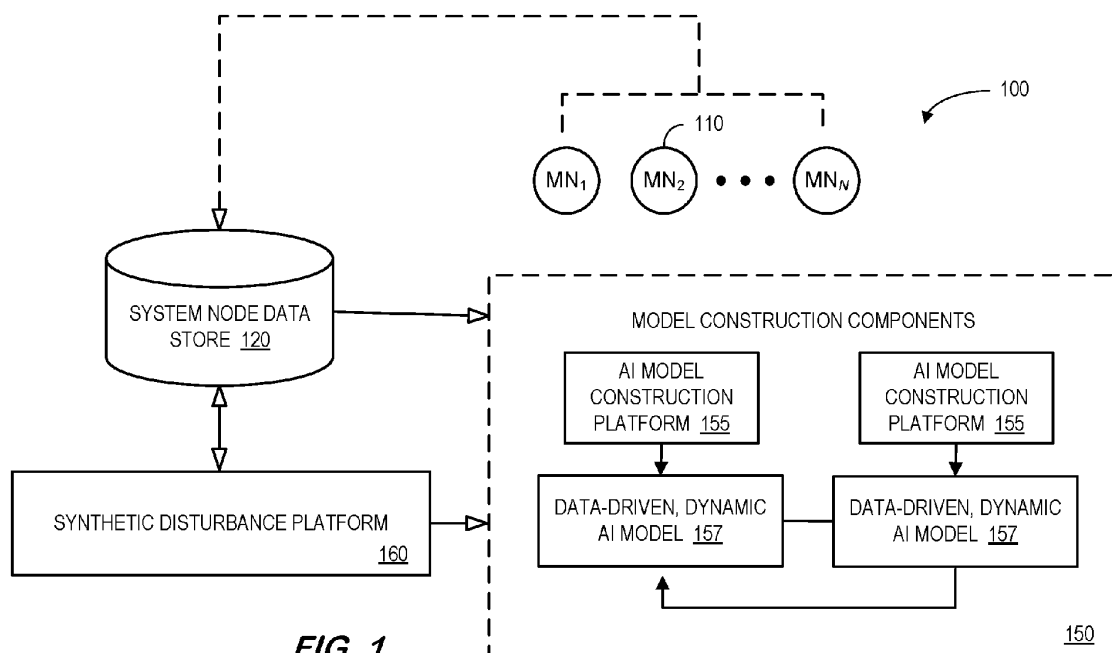 100
110
MN1
MN2
MNN
SYSTEM NODE DATA
STORE 120
MODEL CONSTRUCTION COMPONENTS
AI MODEL
CONSTRUCTION
PLATFORM 155
AI MODEL
CONSTRUCTION
PLATFORM 155
SYNTHETIC DISTURBANCE PLATFORM
160
DATA-DRIVEN, DYNAMIC
AI MODEL 157
DATA-DRIVEN, DYNAMIC
AI MODEL 157
FIG. 1
150